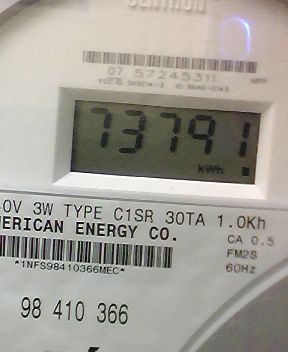 07 57245311
73791
kWh
0V 3W TYPE C1SR 30TA 1.0Kh
ERICAN ENERGY CO.
CA 0.5
*1NFS98410366MEC*
FM2S
60Hz
98 410 366